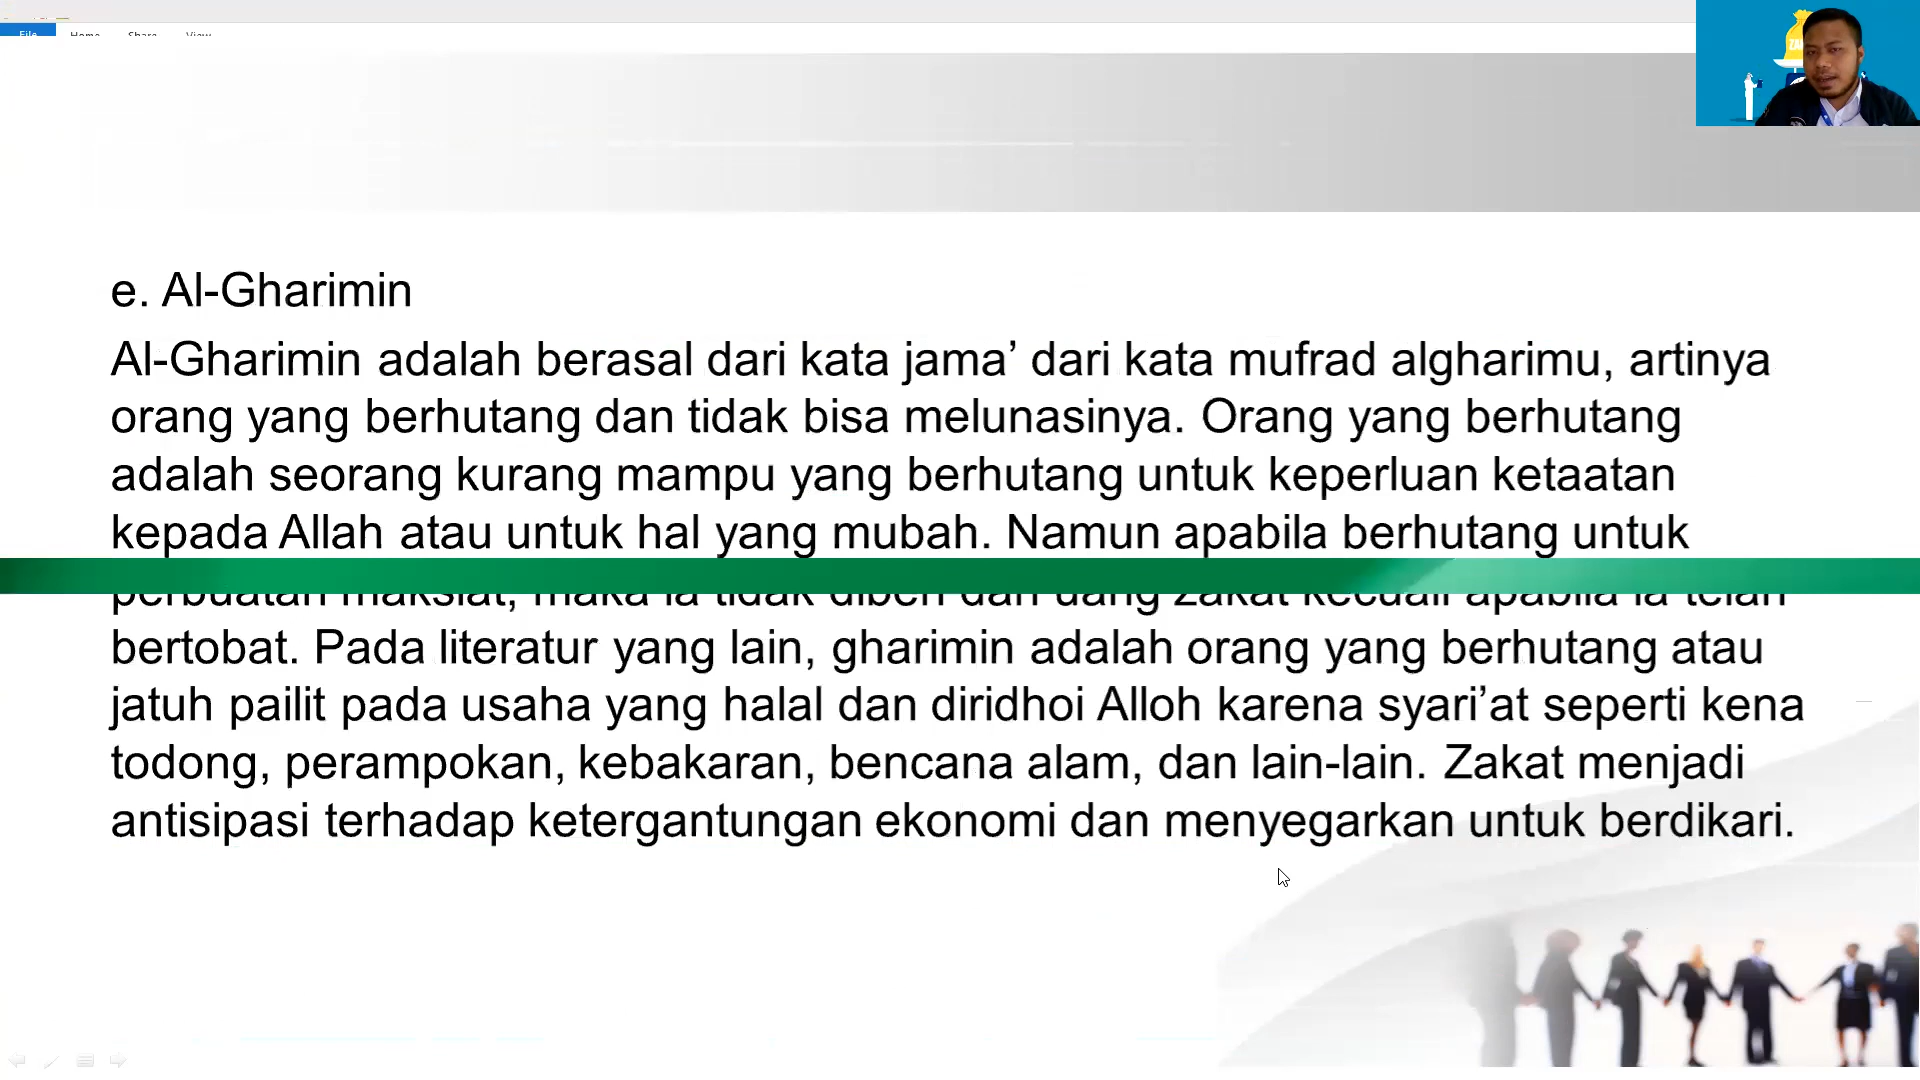 File Home Share View
e. Al-Gharimin
Al-Gharimin adalah berasal dari kata jama’ dari kata mufrad algharimu, artinya
orang yang berhutang dan tidak bisa melunasinya. Orang yang berhutang
adalah seorang kurang mampu yang berhutang untuk keperluan ketaatan
kepada Allah atau untuk hal yang mubah. Namun apabila berhutang untuk
perbuatan maksiat, maka ia tidak diberi dari uang zakat kecuali apabila ia telah
bertobat. Pada literatur yang lain, gharimin adalah orang yang berhutang atau
jatuh pailit pada usaha yang halal dan diridhoi Alloh karena syari’at seperti kena
todong, perampokan, kebakaran, bencana alam, dan lain-lain. Zakat menjadi
antisipasi terhadap ketergantungan ekonomi dan menyegarkan untuk berdikari.